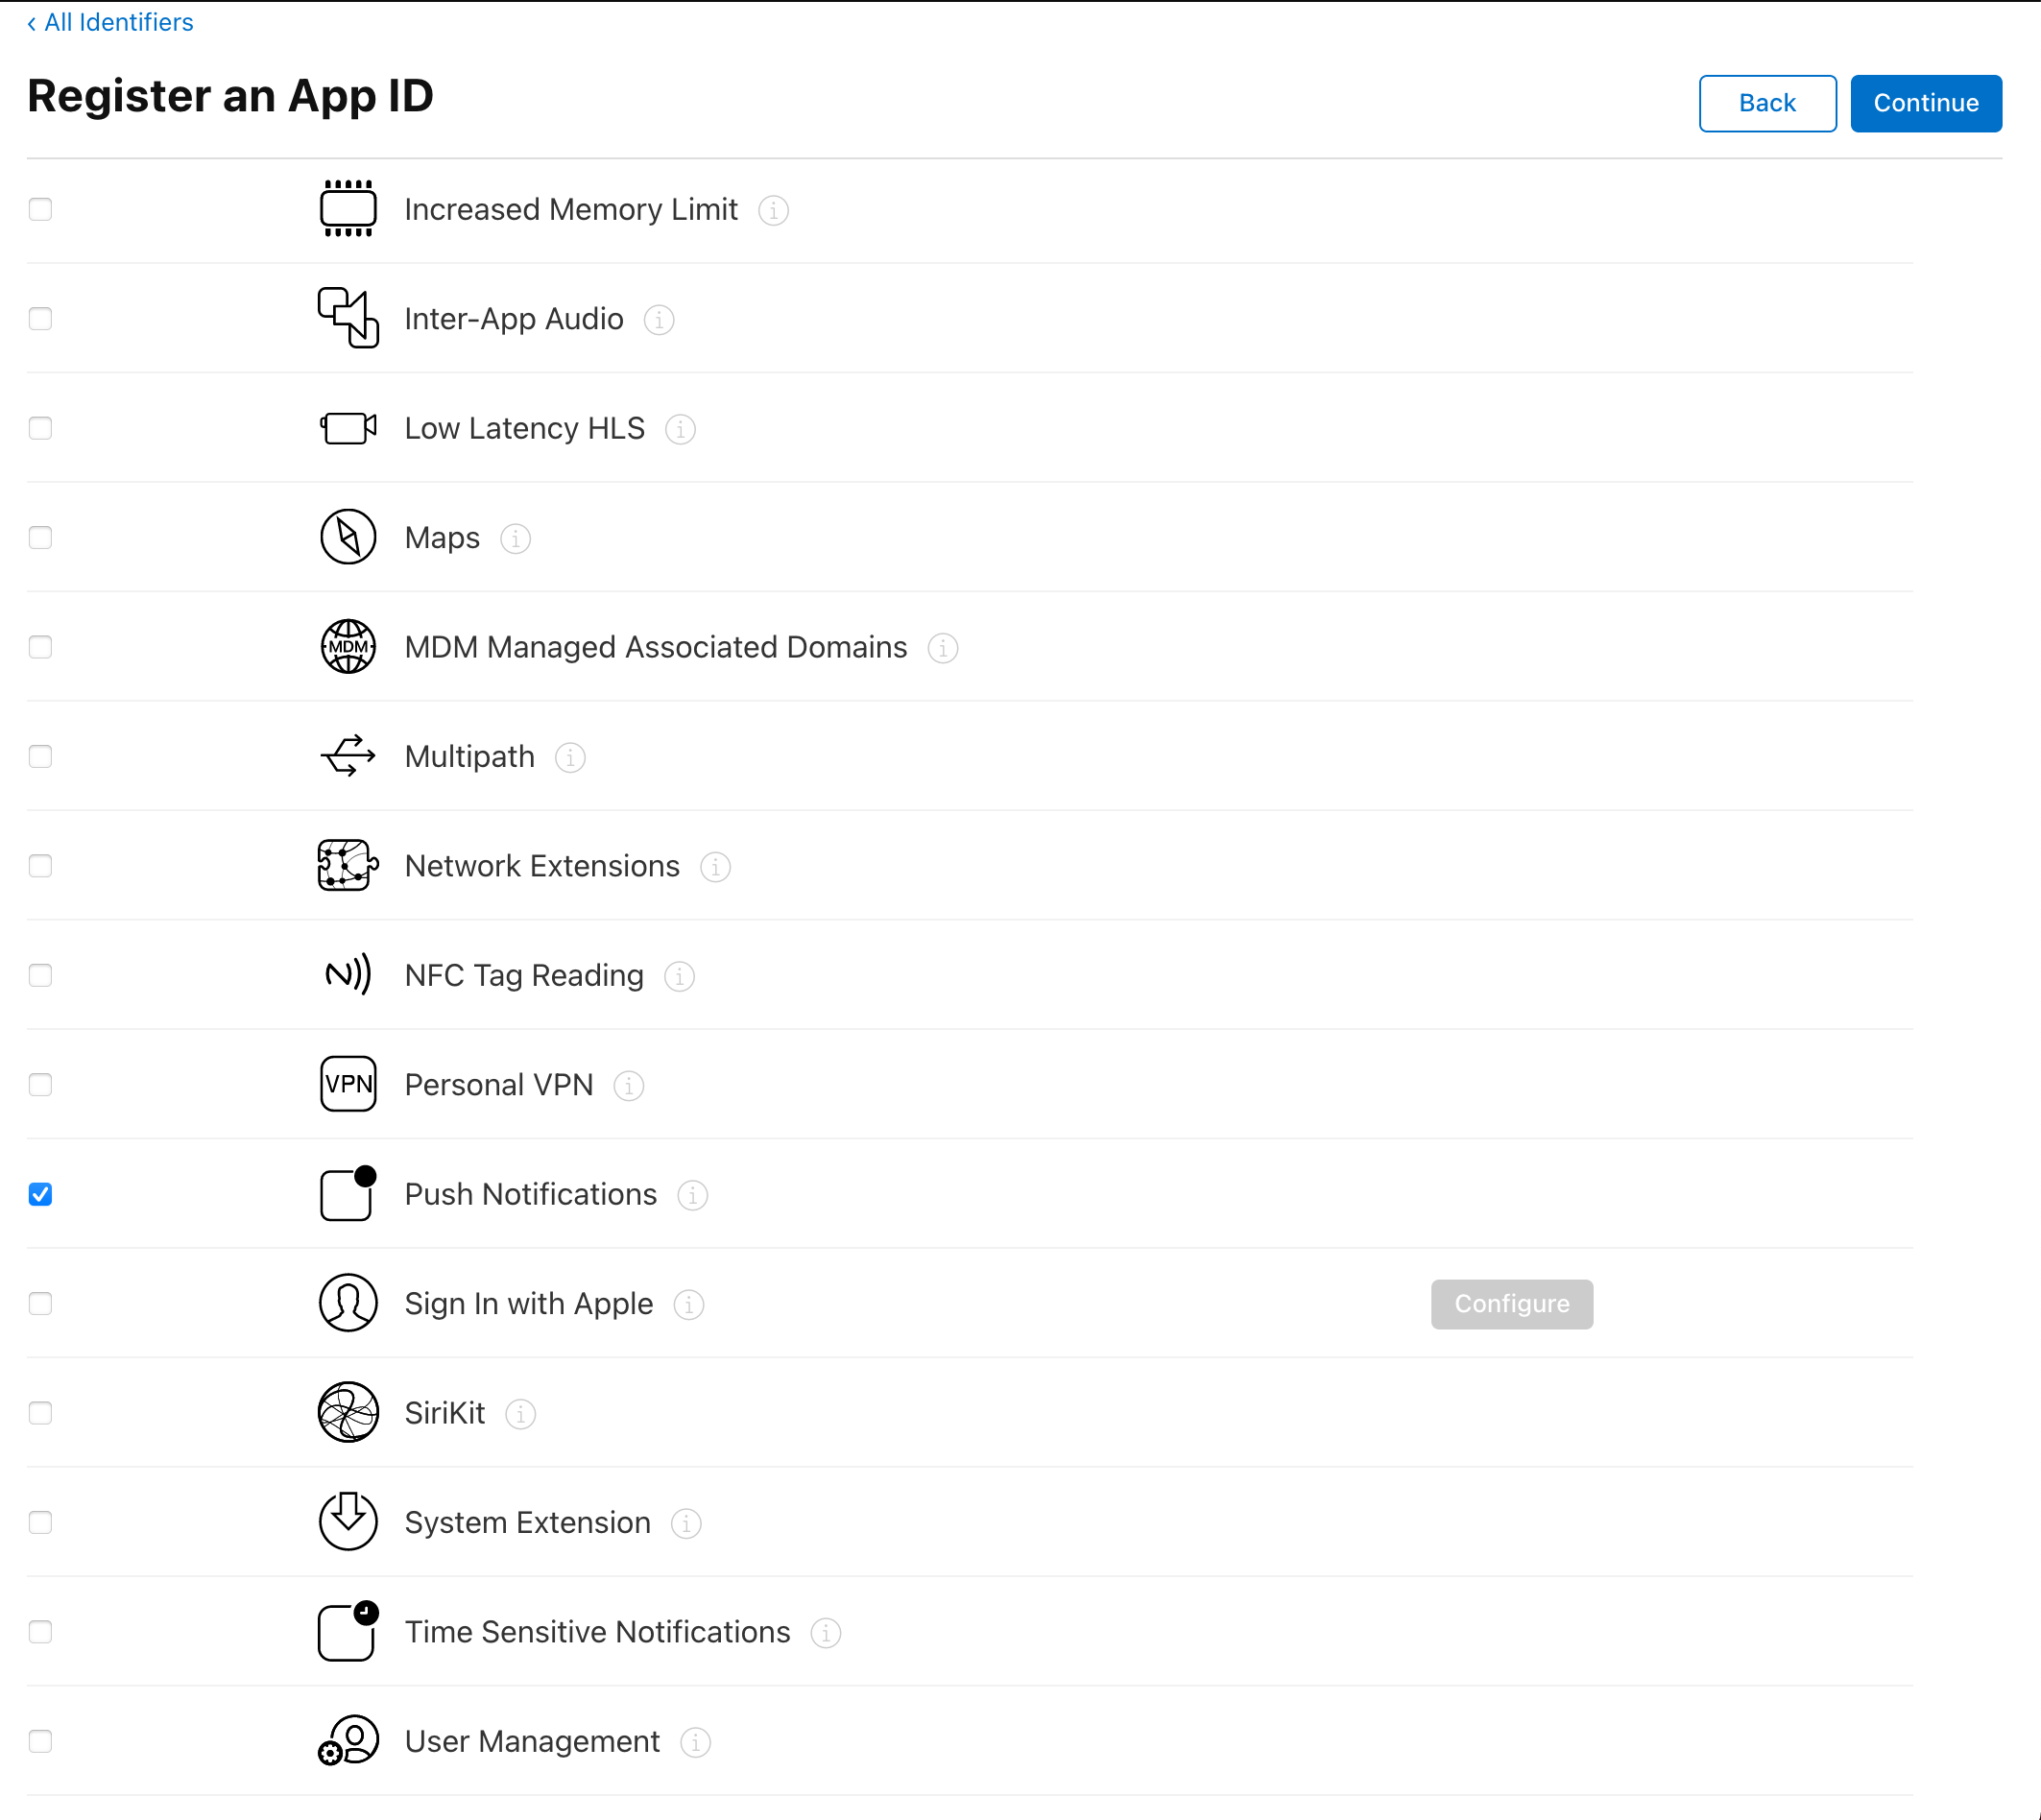 ‹ All Identifiers
Register an App ID
Back
Continue
Increased Memory Limit
Inter-App Audio
Low Latency HLS
Maps
MDM
MDM Managed Associated Domains
Multipath
Network Extensions
NFC Tag Reading
VPN
Personal VPN
Push Notifications
Sign In with Apple
Configure
SiriKit
System Extension
Time Sensitive Notifications
User Management